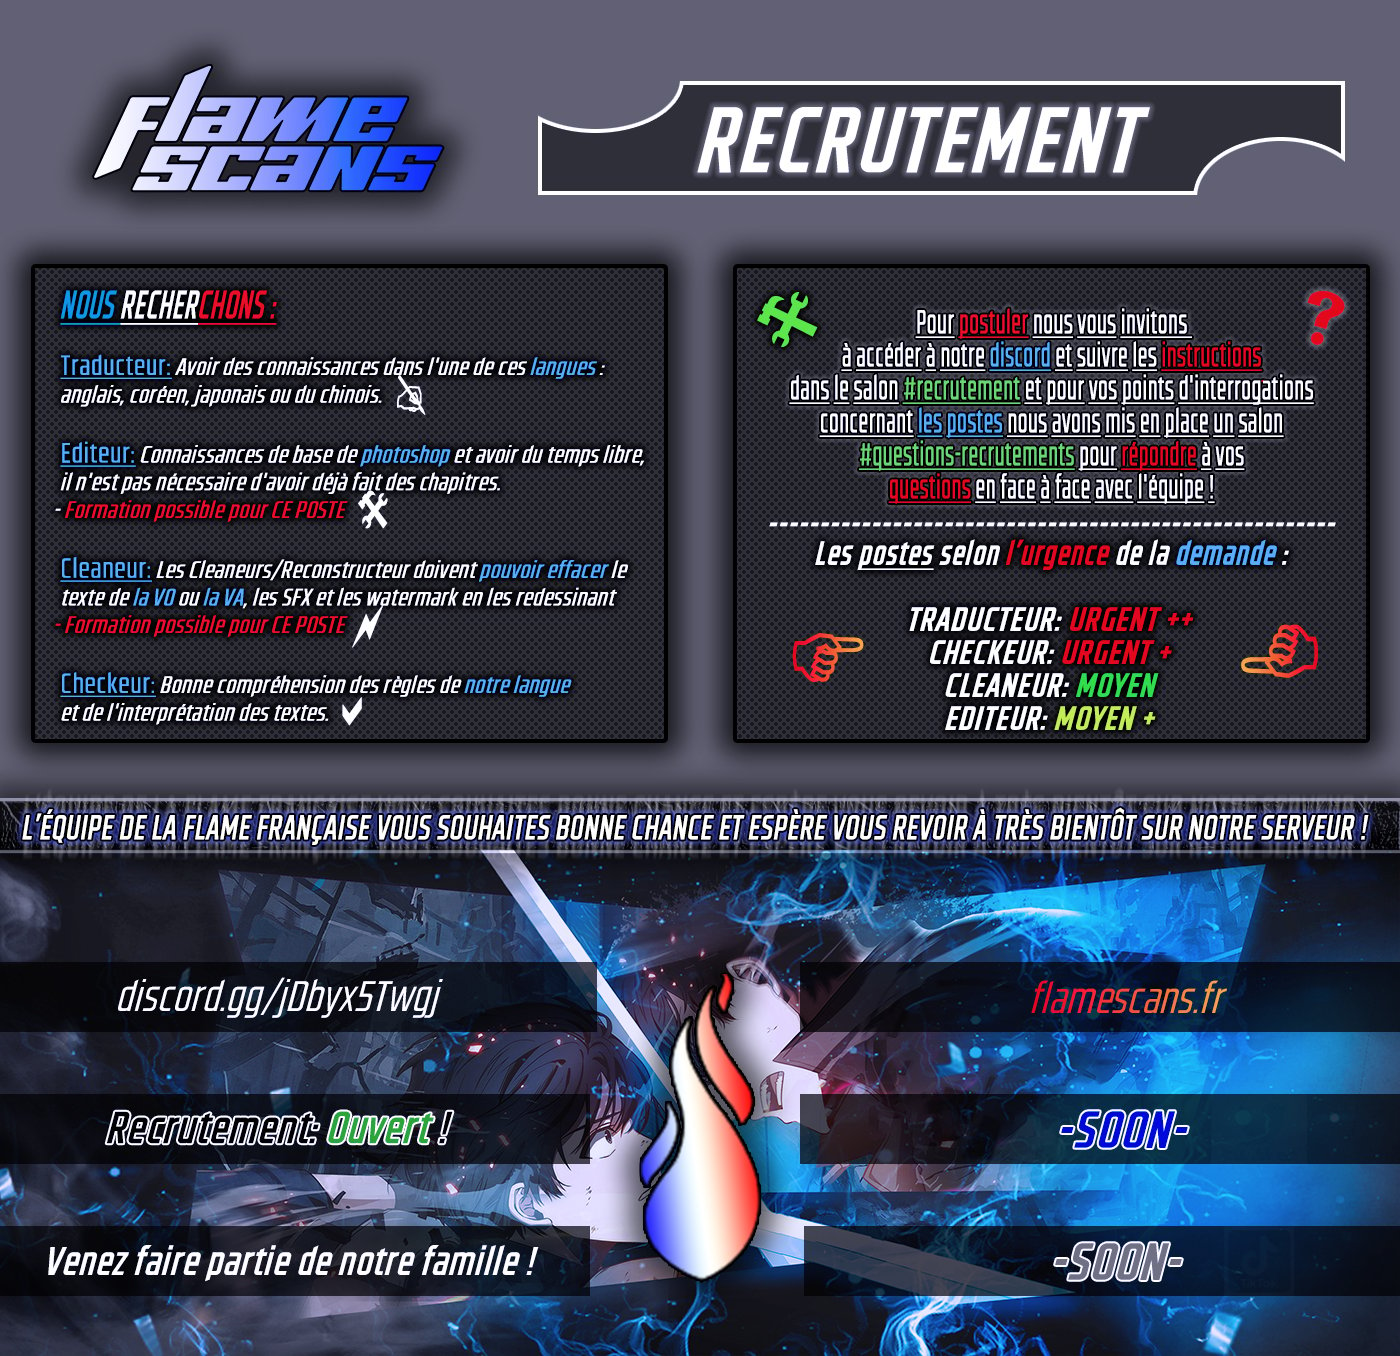 Flame
Scans
RECRUTEMENT
NOUS RECHERCHONS :
Traducteur: Avoir des connaissances dans l'une de ces langues :
anglais, coréen, japonais ou du chinois.
Editeur: Connaissances de base de photoshop et avoir du temps libre,
il n'est pas nécessaire d'avoir déjà fait des chapitres.
- Formation possible pour CE POSTE
Cleaneur: Les Cleaneurs/Reconstructeur doivent pouvoir effacer le
texte de la VO ou la VA, les SFX et les watermark en les redessinant
- Formation possible pour CE POSTE
Checkeur: Bonne compréhension des règles de notre langue
et de l'interprétation des textes.
Pour postuler nous vous invitons
à accéder à notre discord et suivre les instructions
dans le salon #recrutement et pour vos points d'interrogations
concernant les postes nous avons mis en place un salon
#questions-recrutements pour répondre à vos
questions en face à face avec l'équipe !
Les postes selon l'urgence de la demande :
TRADUCTEUR: URGENT ++
CHECKEUR: URGENT +
CLEANEUR: MOYEN
EDITEUR: MOYEN +
L'ÉQUIPE DE LA FLAME FRANÇAISE VOUS SOUHAITES BONNE CHANCE ET ESPÈRE VOUS REVOIR À TRÈS BIENTÔT SUR NOTRE SERVEUR !
discord.gg/jDbyx5Twgj
flamescans.fr
Recrutement: Ouvert !
-SOON-
Venez faire partie de notre famille !
-SOON-